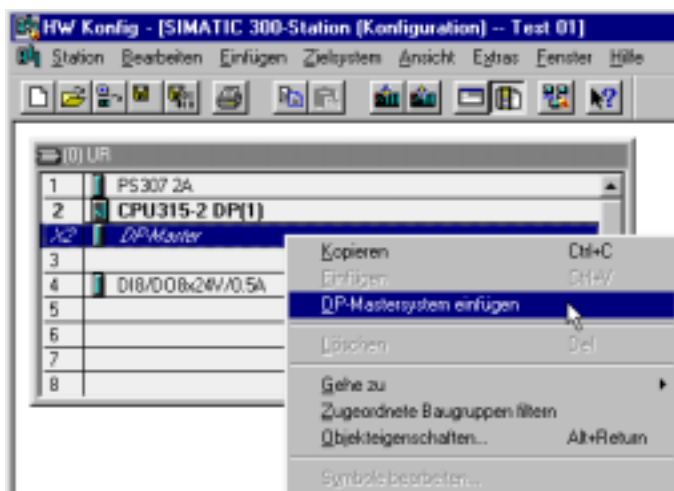 HW Konfig - [SIMATIC 300-Station (Konfiguration) -- Test 01]
Station Bearbeiten Einfügen Zielsystem Ansicht Extras Fenster Hilfe
(0) UR
1 PS307 2A
2 CPU315-2 DP(1)
X2 DP-Master
3
4 DI8/DO8x24V/0.5A
5
6
7
8
Kopieren Ctrl+C
Einfügen Ctrl+V
DP-Mastersystem einfügen
Löschen Del
Gehe zu
Zugeordnete Baugruppen filtern
Objekteigenschaften... Alt+Return
Symbole bearbeiten...